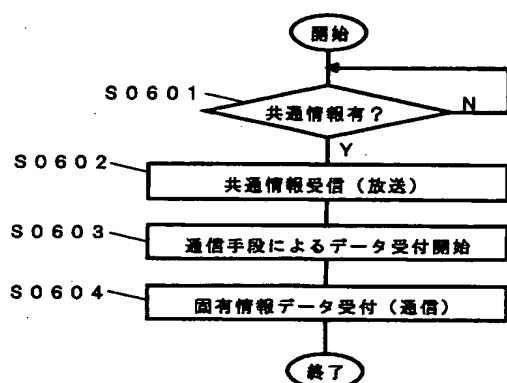 開始
S0601
共通情報有?
N
Y
S0602
共通情報受信(放送)
S0603
通信手段によるデータ受付開始
S0604
固有情報データ受付(通信)
終了